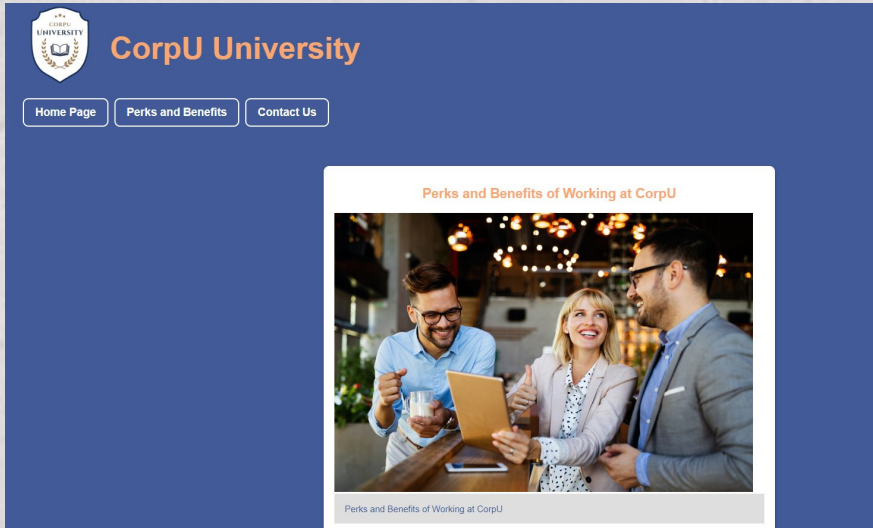 CORPU
UNIVERSITY
CorpU University
Home Page
Perks and Benefits
Contact Us
Perks and Benefits of Working at CorpU
Perks and Benefits of Working at CorpU